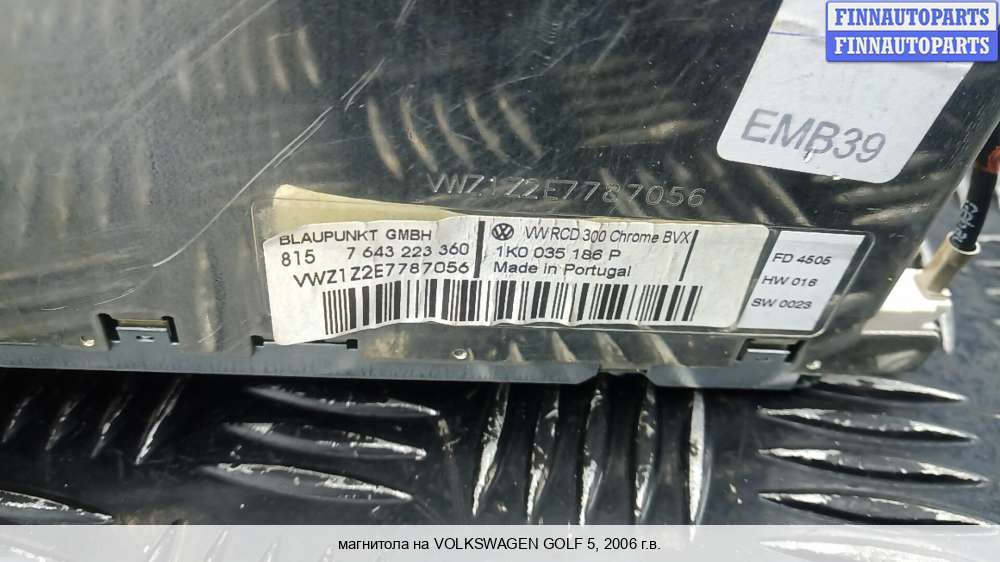 FINNAUTOPARTS
FINNAUTOPARTS
EMB39
VWZ1Z2E7787056
BLAUPUNKT GMBH
815 7 643 223 360
VWZ1Z2E7787056
VW RCD 300 Chrome BVX
1K0 035 186 P
Made in Portugal
FD 4505
HW 016
SW 0023
магнитола на VOLKSWAGEN GOLF 5, 2006 г.в.